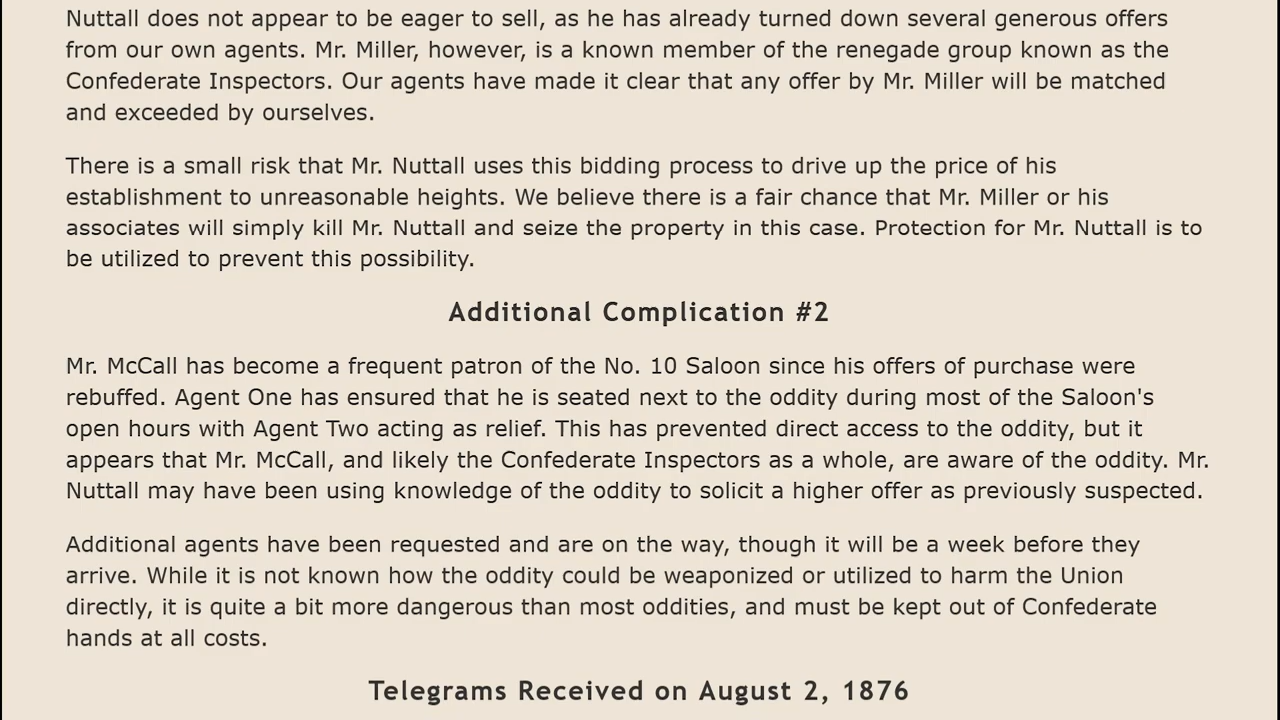 Nuttall does not appear to be eager to sell, as he has already turned down several generous offers
from our own agents. Mr. Miller, however, is a known member of the renegade group known as the
Confederate Inspectors. Our agents have made it clear that any offer by Mr. Miller will be matched
and exceeded by ourselves.
There is a small risk that Mr. Nuttall uses this bidding process to drive up the price of his
establishment to unreasonable heights. We believe there is a fair chance that Mr. Miller or his
associates will simply kill Mr. Nuttall and seize the property in this case. Protection for Mr. Nuttall is to
be utilized to prevent this possibility.
Additional Complication #2
Mr. McCall has become a frequent patron of the No. 10 Saloon since his offers of purchase were
rebuffed. Agent One has ensured that he is seated next to the oddity during most of the Saloon's
open hours with Agent Two acting as relief. This has prevented direct access to the oddity, but it
appears that Mr. McCall, and likely the Confederate Inspectors as a whole, are aware of the oddity. Mr.
Nuttall may have been using knowledge of the oddity to solicit a higher offer as previously suspected.
Additional agents have been requested and are on the way, though it will be a week before they
arrive. While it is not known how the oddity could be weaponized or utilized to harm the Union
directly, it is quite a bit more dangerous than most oddities, and must be kept out of Confederate
hands at all costs.
Telegrams Received on August 2, 1876